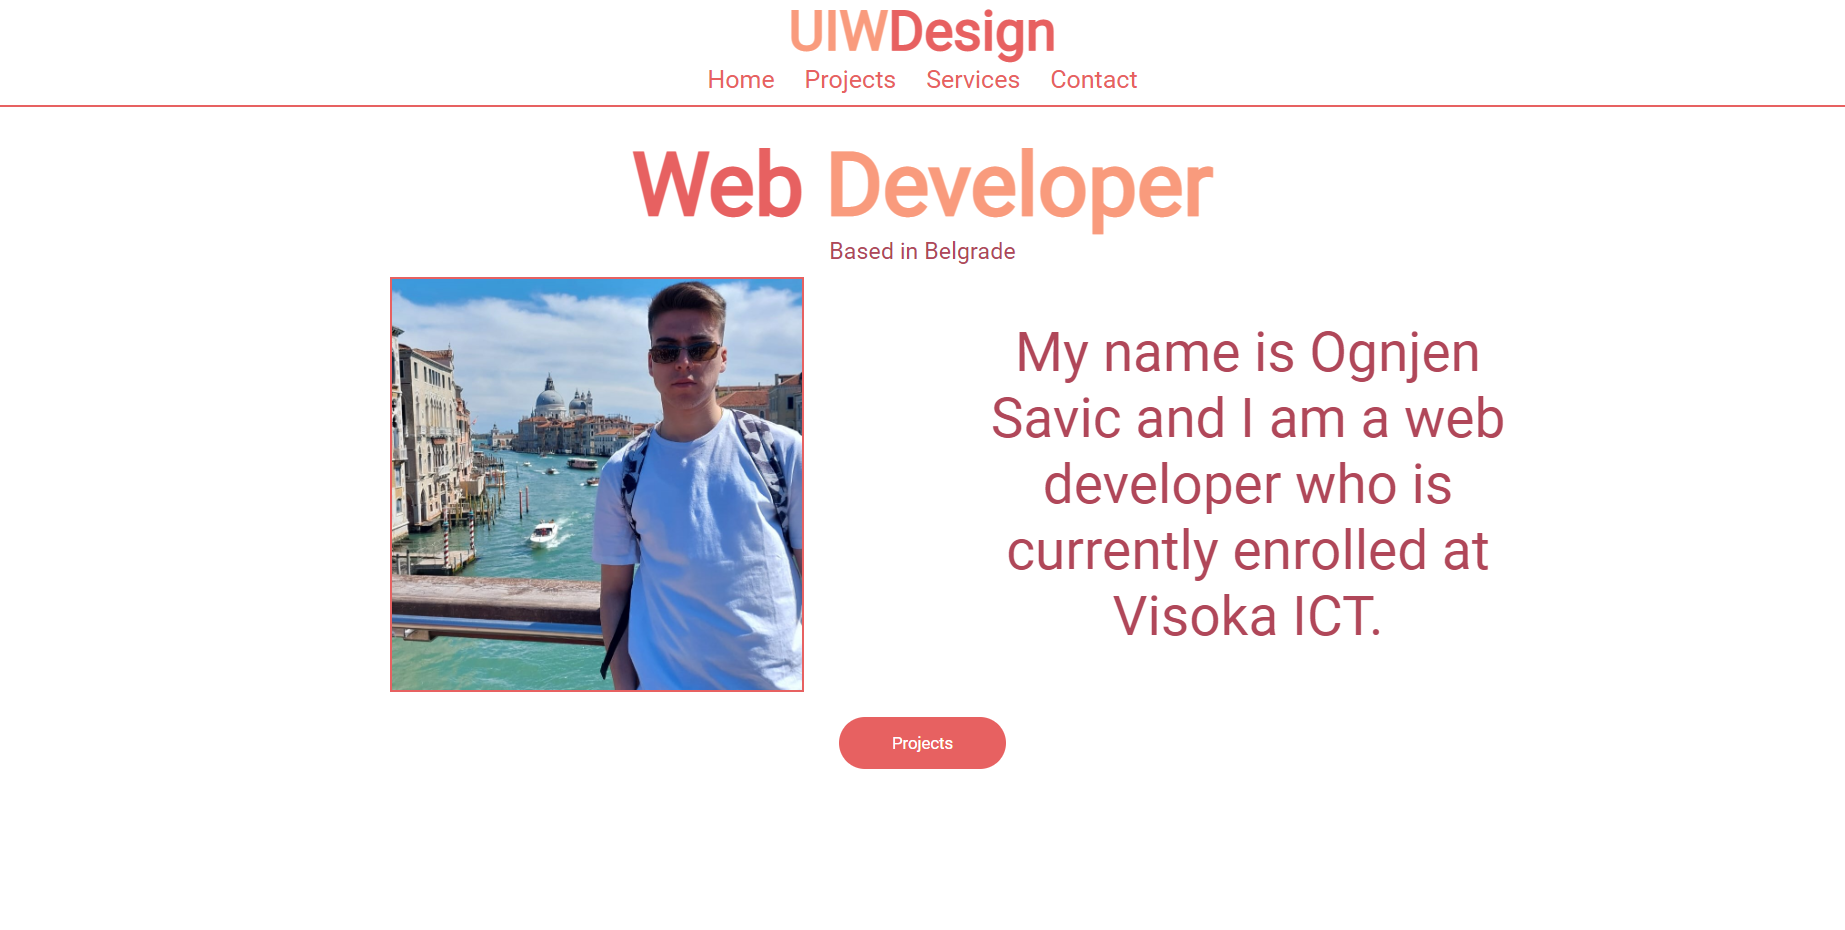 UIWDesign
Home Projects Services Contact
Web Developer
Based in Belgrade
My name is Ognjen
Savic and I am a web
developer who is
currently enrolled at
Visoka ICT.
Projects